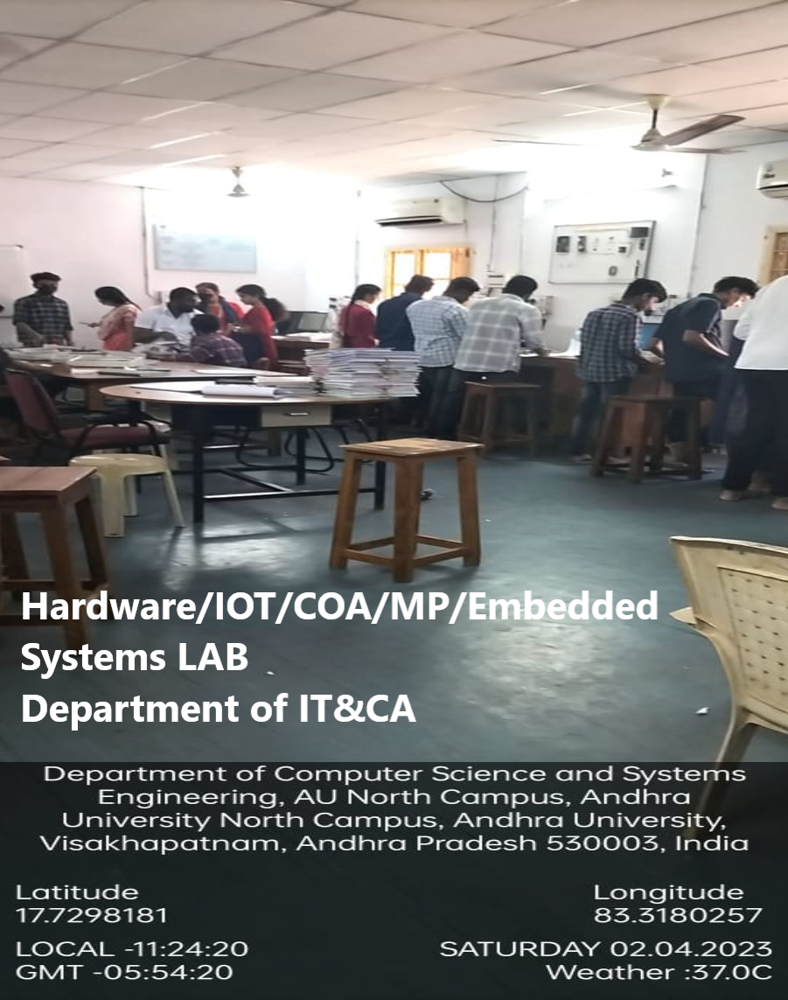 Hardware/IOT/COA/MP/Embedded
Systems LAB
Department of IT&CA
Department of Computer Science and Systems
Engineering, AU North Campus, Andhra
University North Campus, Andhra University,
Visakhapatnam, Andhra Pradesh 530003, India
Latitude
17.7298181
Longitude
83.3180257
LOCAL -11:24:20
GMT -05:54:20
SATURDAY 02.04.2023
Weather :37.0C